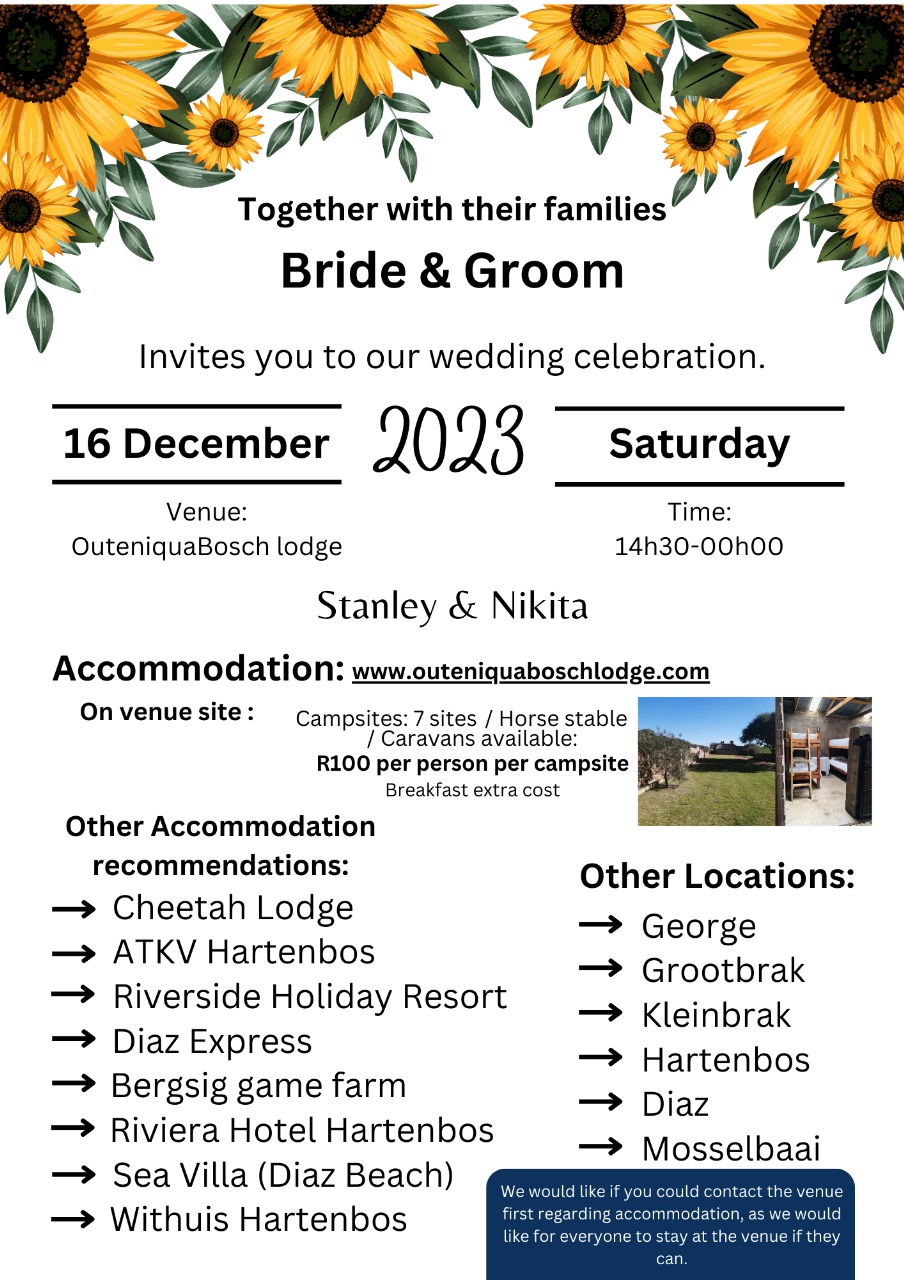 Together with their families
Bride & Groom
Invites you to our wedding celebration.
16 December
2023
Saturday
Venue:
OuteniquaBosch lodge
Time:
14h30-00h00
Stanley & Nikita
Accommodation: www.outeniquaboschlodge.com
On venue site :
Campsites: 7 sites / Horse stable
/ Caravans available:
R100 per person per campsite
Breakfast extra cost
Other Accommodation
recommendations:
Cheetah Lodge
ATKV Hartenbos
Riverside Holiday Resort
Diaz Express
Bergsig game farm
Riviera Hotel Hartenbos
Sea Villa (Diaz Beach)
Withuis Hartenbos
Other Locations:
George
Grootbrak
Kleinbrak
Hartenbos
Diaz
Mosselbaai
We would like if you could contact the venue
first regarding accommodation, as we would
like for everyone to stay at the venue if they
can.